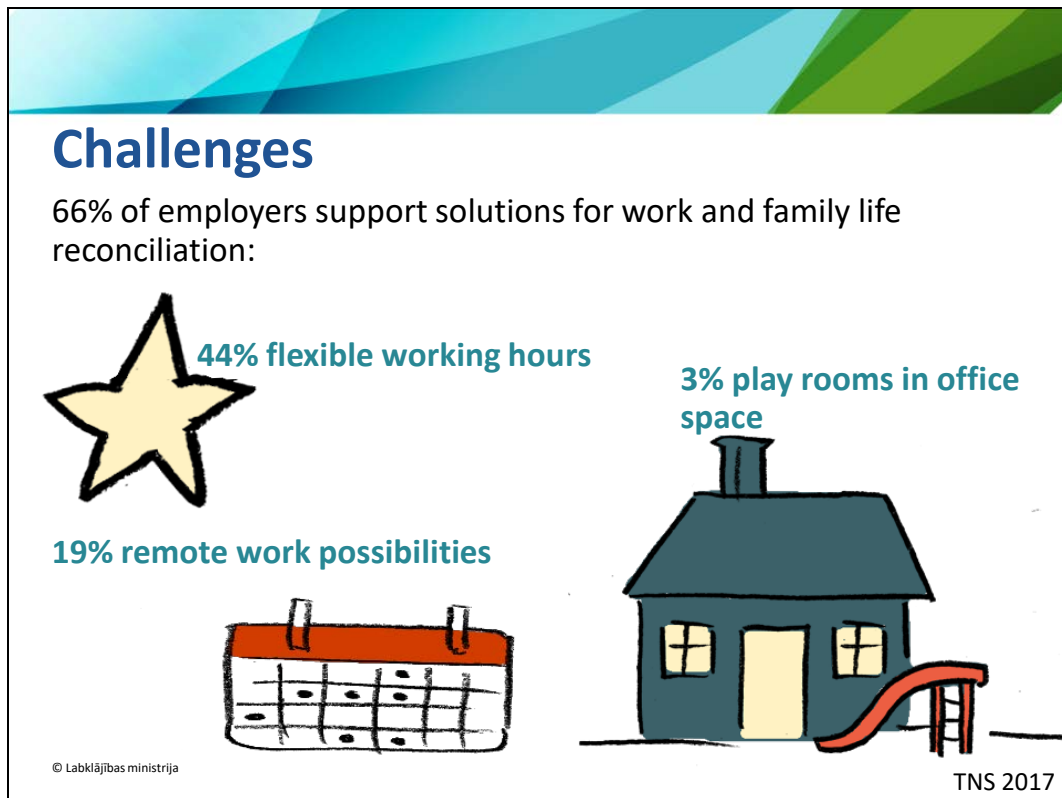 Challenges
66% of employers support solutions for work and family life
reconciliation:
44% flexible working hours
3% play rooms in office
space
19% remote work possibilities
© Labklājības ministrija
TNS 2017